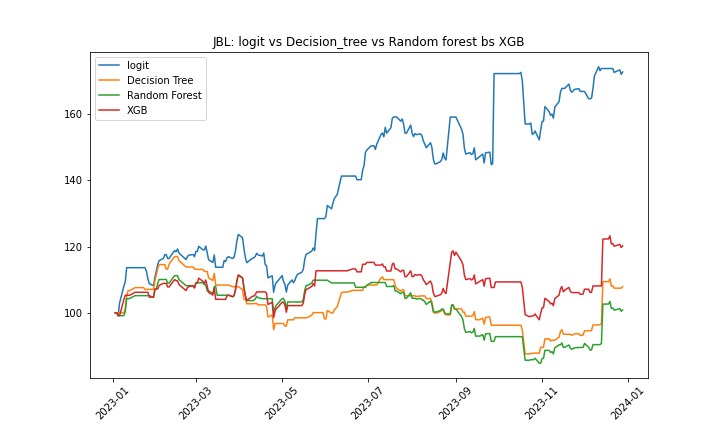 JBL: logit vs Decision_tree vs Random forest bs XGB
logit
Decision Tree
Random Forest
XGB
160
140
120
100
2023-01
2023-03
2023-05
2023-07
2023-09
2023-11
2024-01